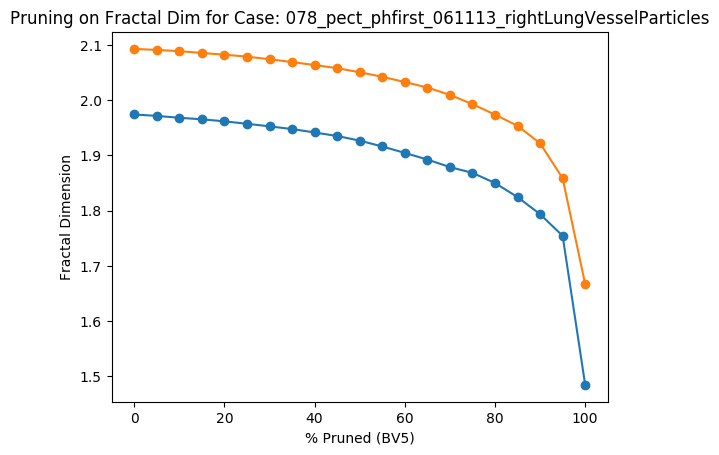 Pruning on Fractal Dim for Case: 078_pect_phfirst_061113_rightLungVesselParticles
2.1
2.0
1.9
1.8
1.7
1.6
1.5
Fractal Dimension
0 20 40 60 80 100
% Pruned (BV5)